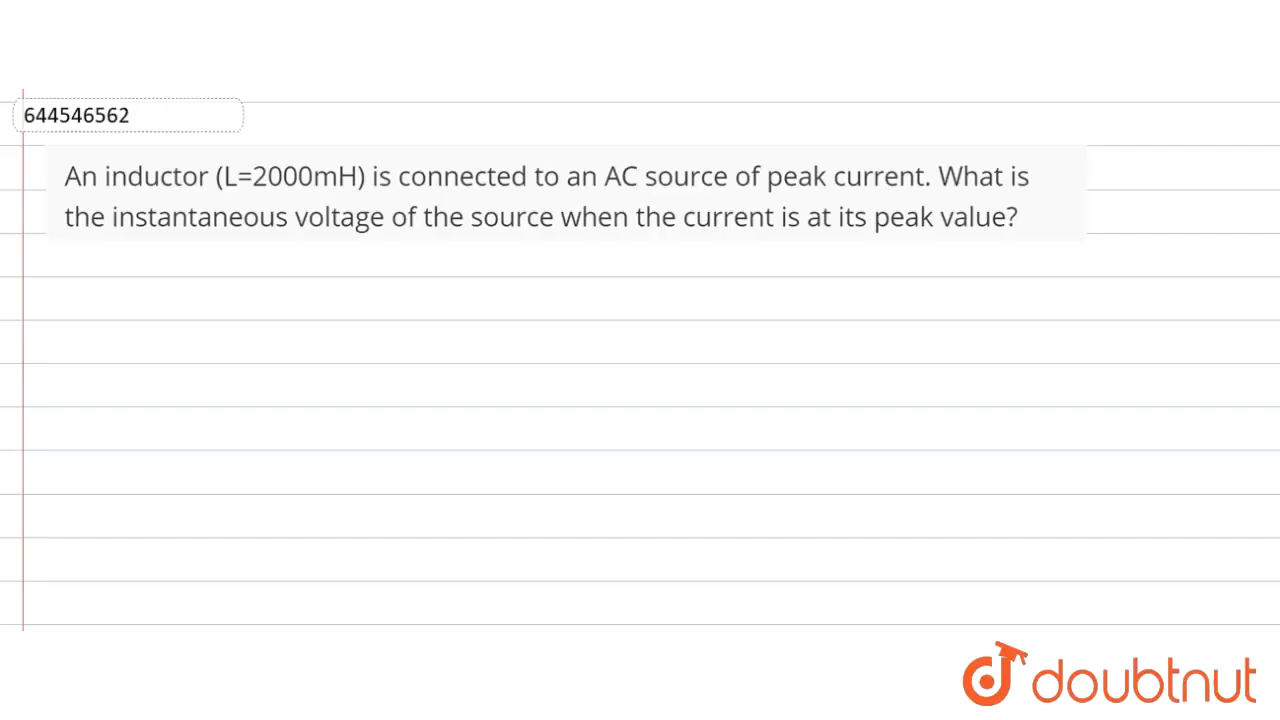 644546562
An inductor (L=2000mH) is connected to an AC source of peak current. What is
the instantaneous voltage of the source when the current is at its peak value?
doubtnut